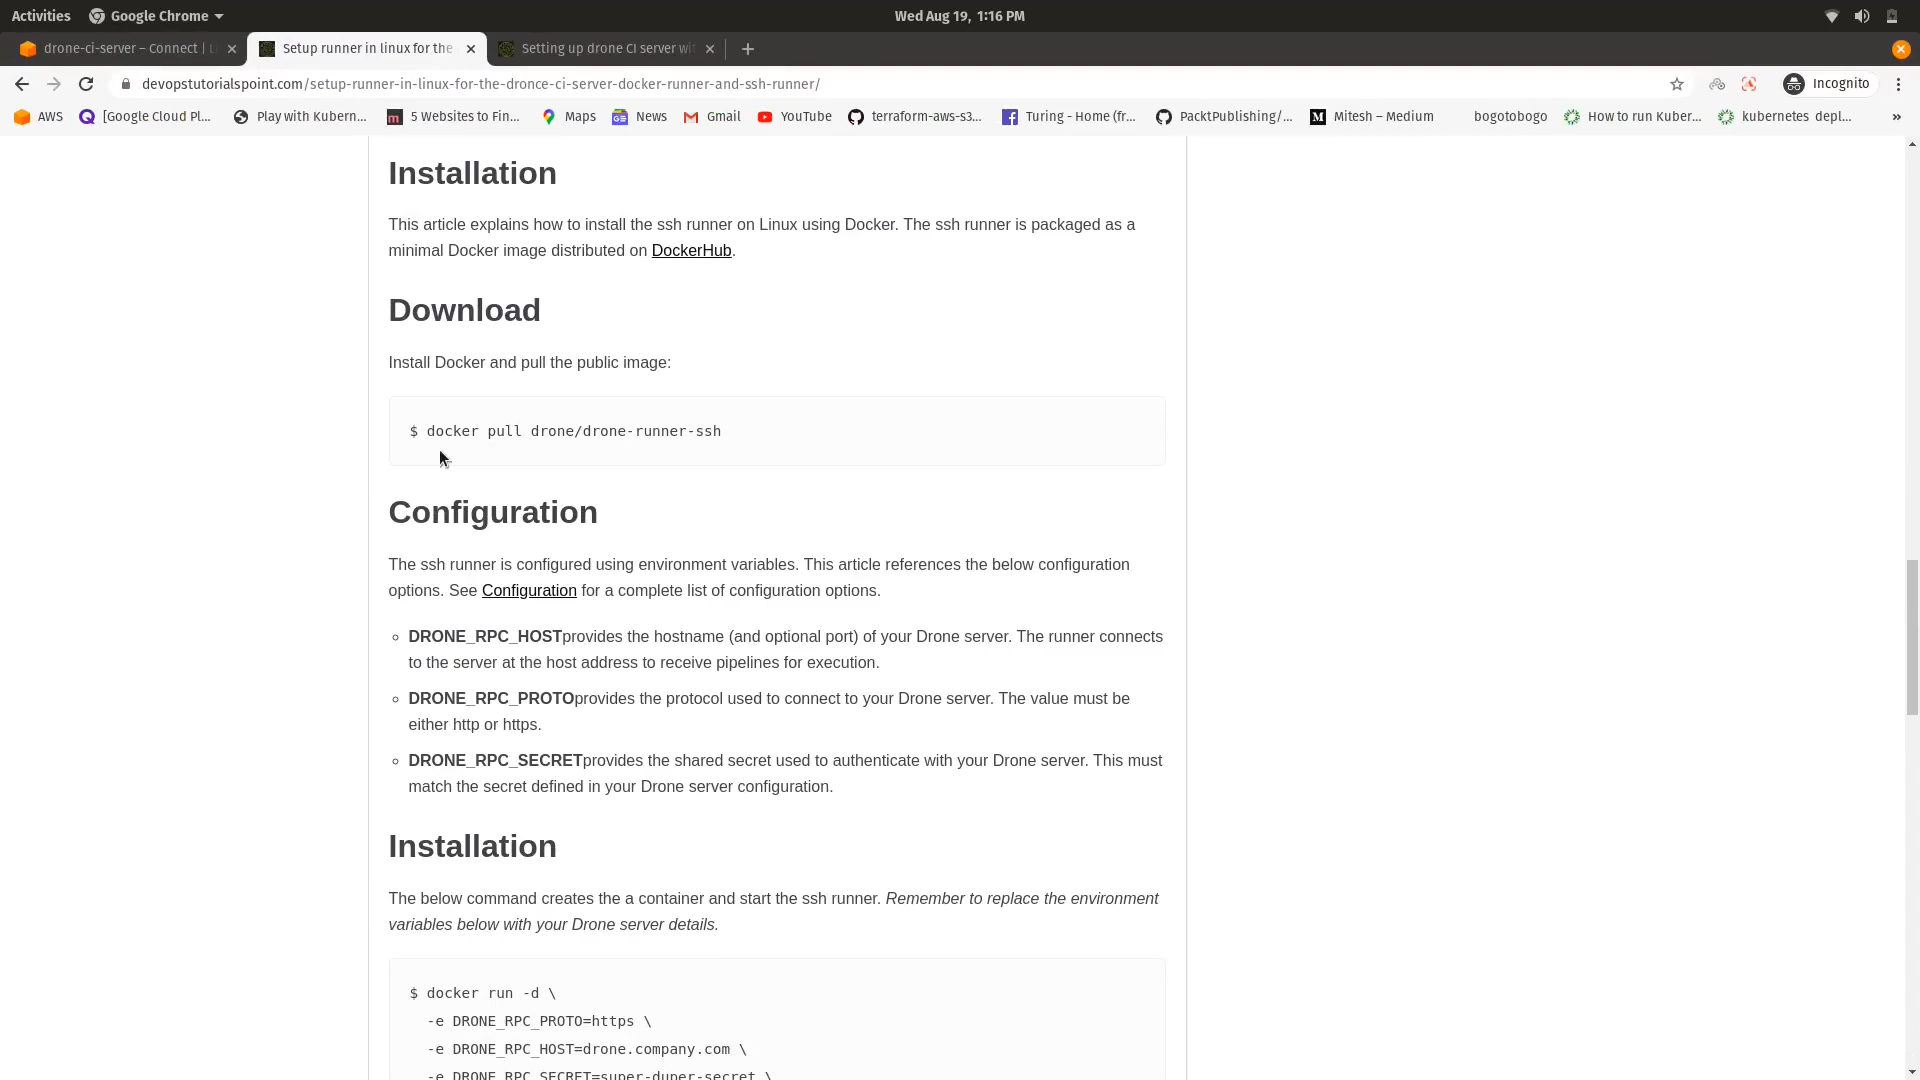 Activities Google Chrome Wed Aug 19, 1:16 PM
drone-ci-server – Connect | Setup runner in linux for the Setting up drone CI server wi
devopstutorialspoint.com/setup-runner-in-linux-for-the-dronce-ci-server-docker-runner-and-ssh-runner/ Incognito
AWS [Google Cloud Pl... Play with Kubern... 5 Websites to Fin... Maps News Gmail YouTube terraform-aws-s3... Turing - Home (fr... PacktPublishing/... Mitesh – Medium bogotobogo How to run Kuber... kubernetes depl... »
Installation
This article explains how to install the ssh runner on Linux using Docker. The ssh runner is packaged as a
minimal Docker image distributed on DockerHub.
Download
Install Docker and pull the public image:
$ docker pull drone/drone-runner-ssh
Configuration
The ssh runner is configured using environment variables. This article references the below configuration
options. See Configuration for a complete list of configuration options.
DRONE_RPC_HOSTprovides the hostname (and optional port) of your Drone server. The runner connects
to the server at the host address to receive pipelines for execution.
DRONE_RPC_PROTOprovides the protocol used to connect to your Drone server. The value must be
either http or https.
DRONE_RPC_SECRETprovides the shared secret used to authenticate with your Drone server. This must
match the secret defined in your Drone server configuration.
Installation
The below command creates the a container and start the ssh runner. Remember to replace the environment
variables below with your Drone server details.
$ docker run -d \
-e DRONE_RPC_PROTO=https \
-e DRONE_RPC_HOST=drone.company.com \
-e DRONE_RPC_SECRET=super-duper-secret \